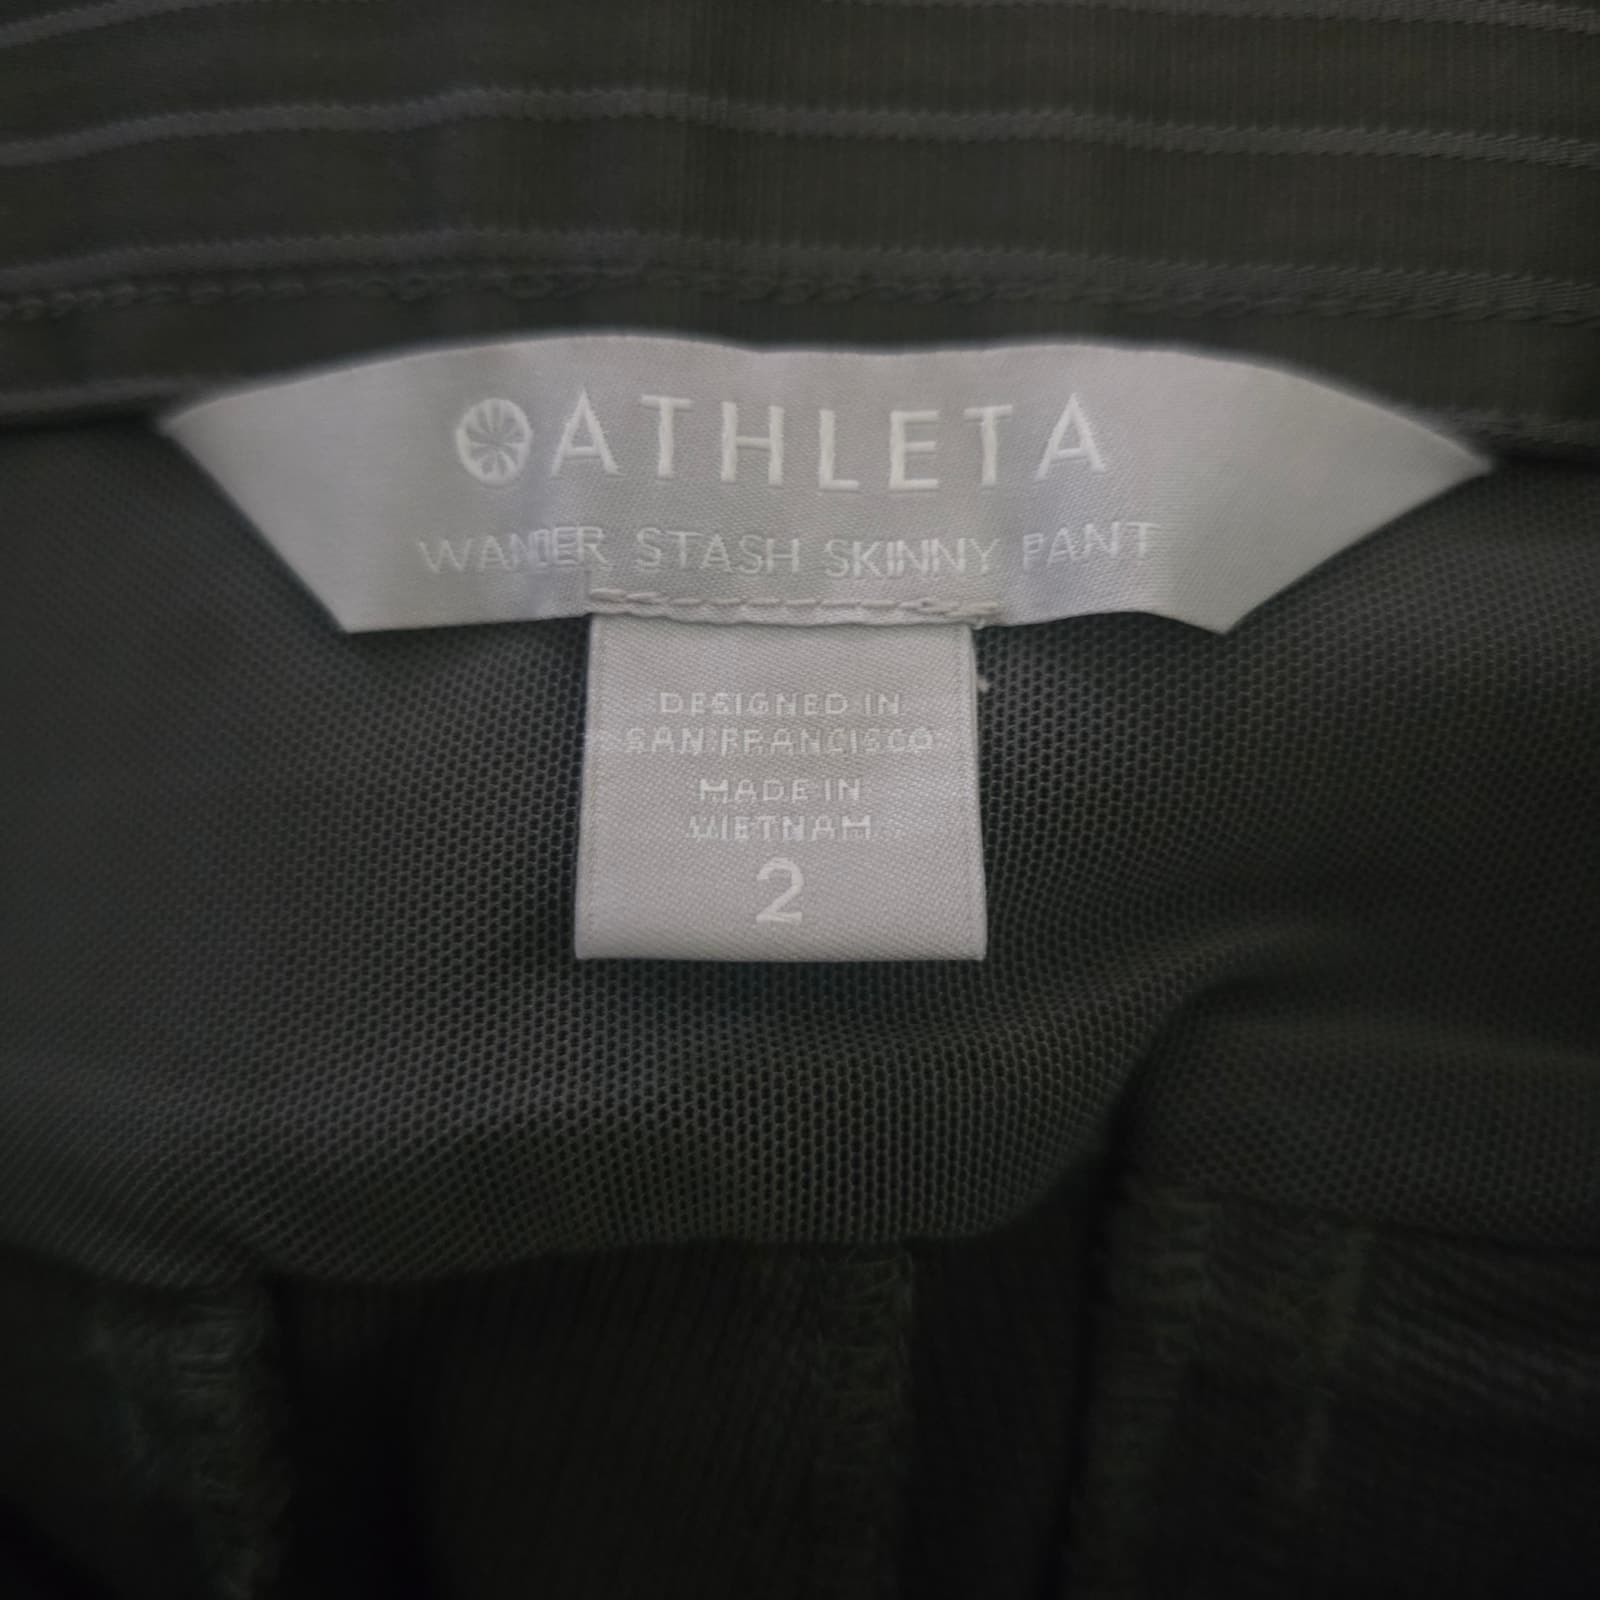 ATHLETA
WANDER STASH SKINNY PANT
DESIGNED IN
SAN FRANCISCO
MADE IN
VIETNAM
2